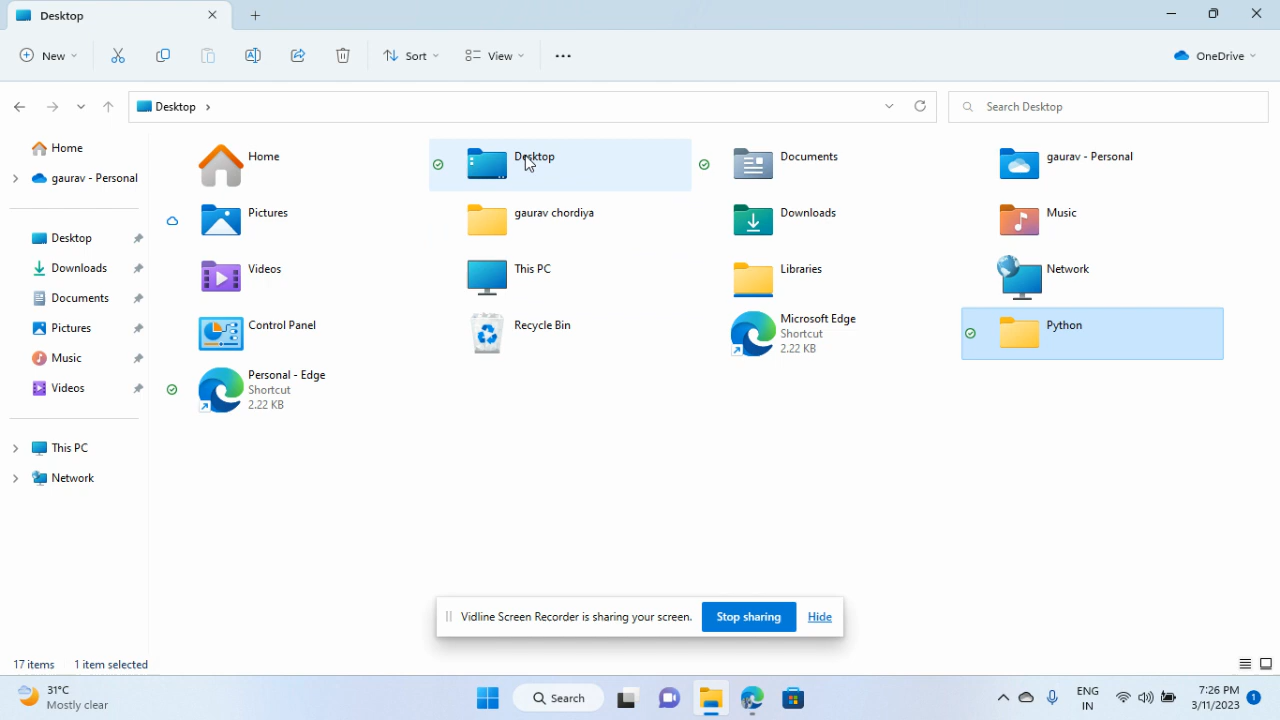 Desktop
New
Sort
View
OneDrive
Desktop
Search Desktop
Home
gaurav - Personal
Desktop
Downloads
Documents
Pictures
Music
Videos
This PC
Network
Home
Desktop
Documents
gaurav - Personal
Pictures
gaurav chordiya
Downloads
Music
Videos
This PC
Libraries
Network
Control Panel
Recycle Bin
Microsoft Edge
Shortcut
2.22 KB
Python
Personal - Edge
Shortcut
2.22 KB
Vidline Screen Recorder is sharing your screen.
Stop sharing
Hide
17 items
1 item selected
31°C
Mostly clear
Search
ENG
IN
7:26 PM
3/11/2023
1